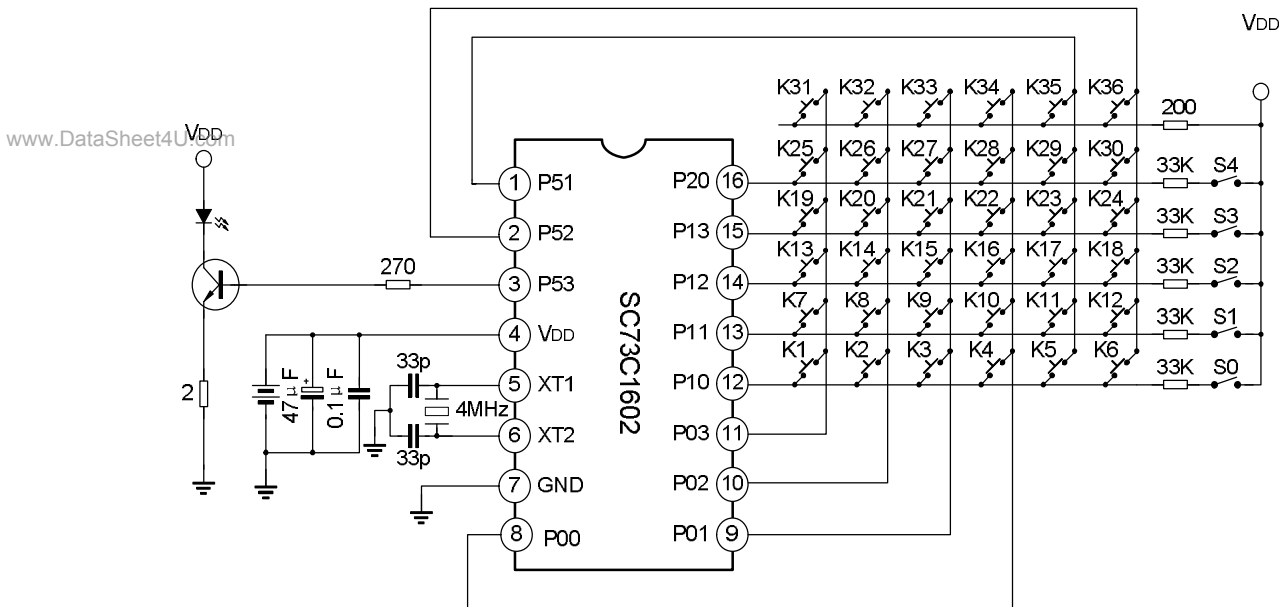 VDD
K31 K32 K33 K34 K35 K36
200
www.DataSheet4U.com
VDD
K25 K26 K27 K28 K29 K30
1 P51
P20 16
33K S4
K19 K20 K21 K22 K23 K24
2 P52
P13 15
33K S3
K13 K14 K15 K16 K17 K18
270
3 P53
P12 14
33K S2
SC73C1602
K7 K8 K9 K10 K11 K12
4 VDD
P11 13
33K S1
K1 K2 K3 K4 K5 K6
2
47μF
+
0.1μF
33p
4MHz
33p
5 XT1
P10 12
33K S0
6 XT2
P03 11
7 GND
P02 10
8 P00
P01 9